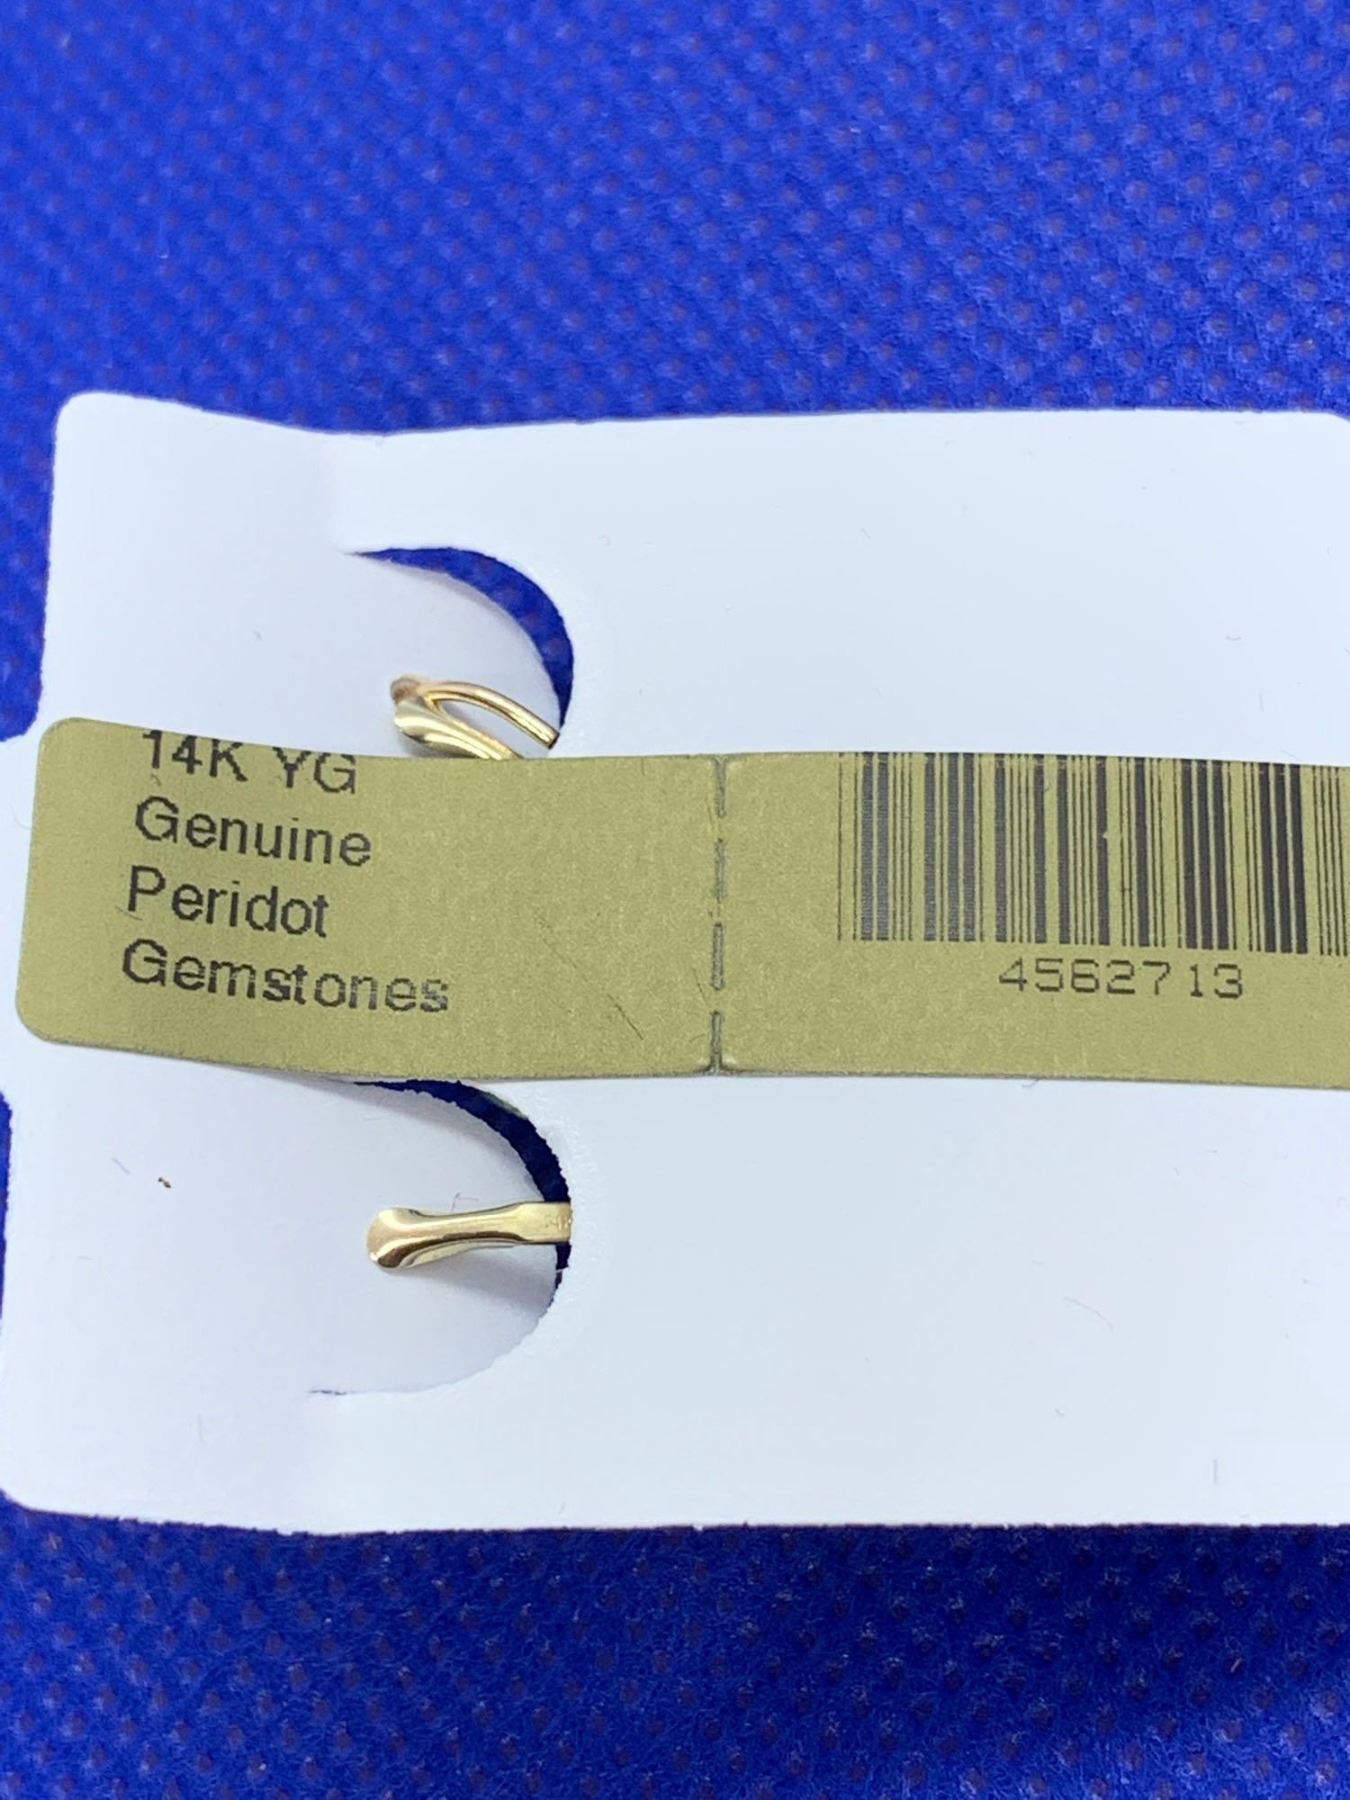 14K YG
Genuine
Peridot
Gemstones
4562713